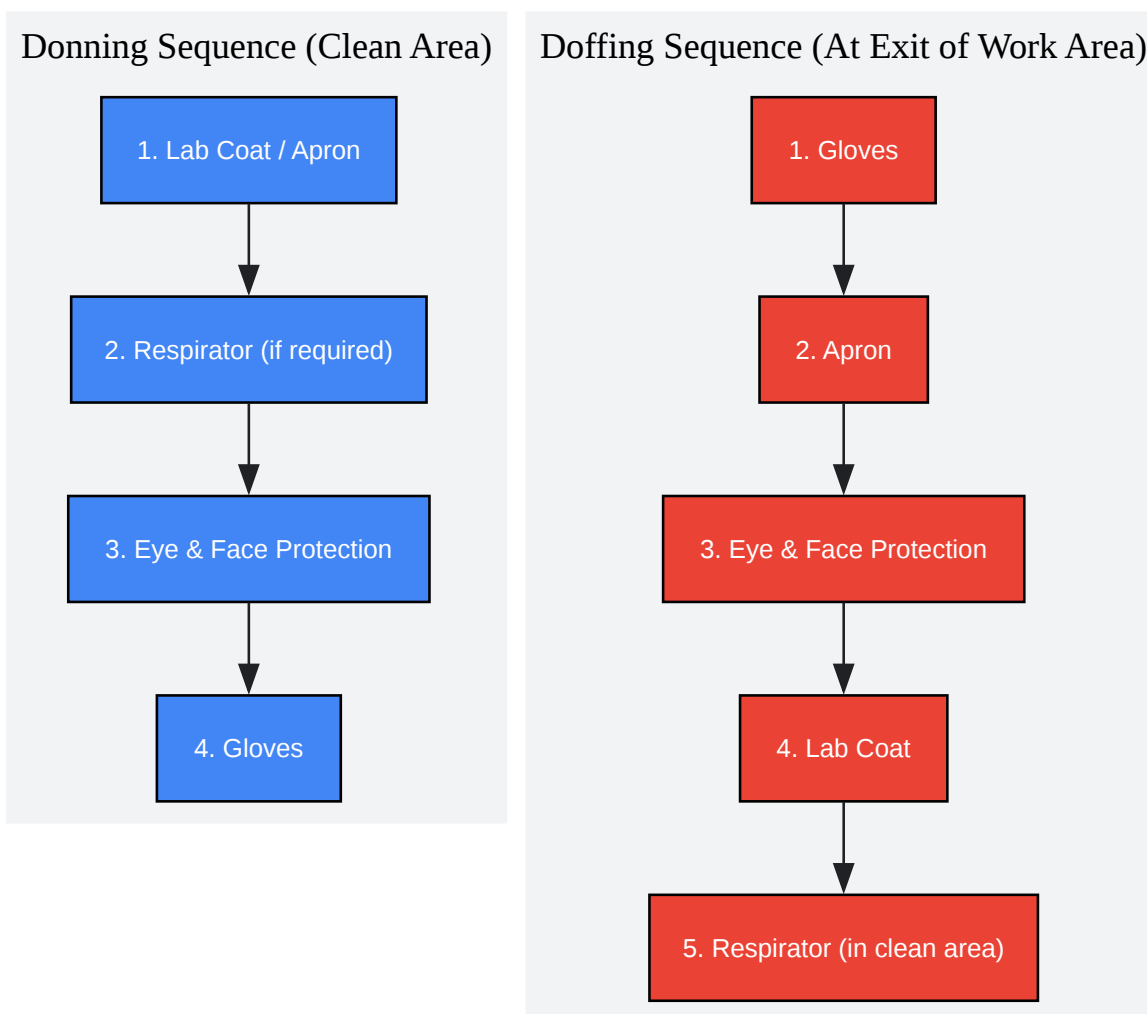 Donning Sequence (Clean Area)
1. Lab Coat / Apron
2. Respirator (if required)
3. Eye & Face Protection
4. Gloves
Doffing Sequence (At Exit of Work Area)
1. Gloves
2. Apron
3. Eye & Face Protection
4. Lab Coat
5. Respirator (in clean area)